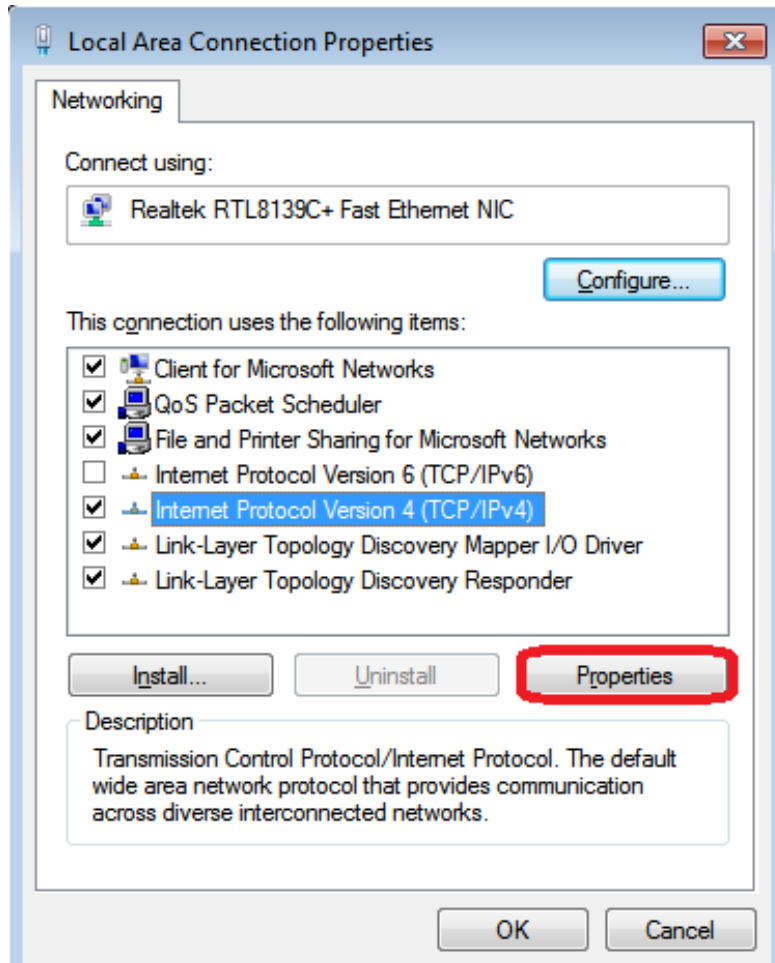 Local Area Connection Properties
Networking
Connect using:
Realtek RTL8139C+ Fast Ethernet NIC
Configure...
This connection uses the following items:
Client for Microsoft Networks
QoS Packet Scheduler
File and Printer Sharing for Microsoft Networks
Internet Protocol Version 6 (TCP/IPv6)
Internet Protocol Version 4 (TCP/IPv4)
Link-Layer Topology Discovery Mapper I/O Driver
Link-Layer Topology Discovery Responder
Install... Uninstall Properties
Description
Transmission Control Protocol/Internet Protocol. The default
wide area network protocol that provides communication
across diverse interconnected networks.
OK Cancel